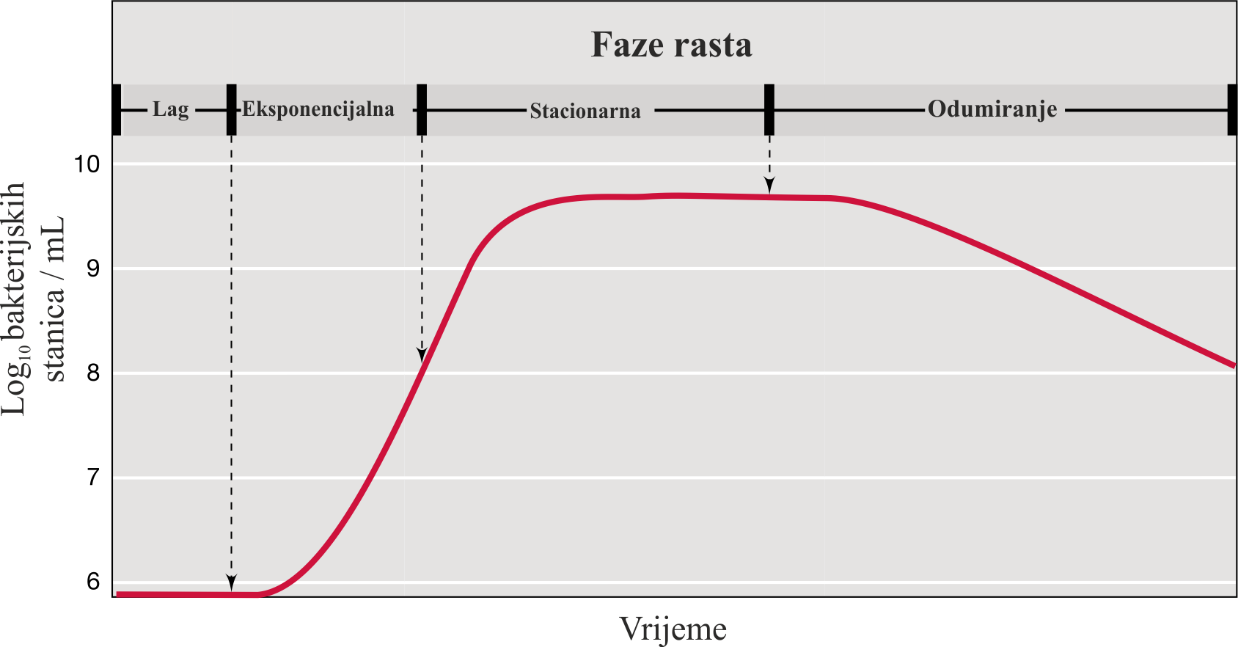 Faze rasta
Lag
Eksponencijalna
Stacionarna
Odumiranje
10
9
8
7
6
Log10 bakterijskih
stanica / mL
Vrijeme